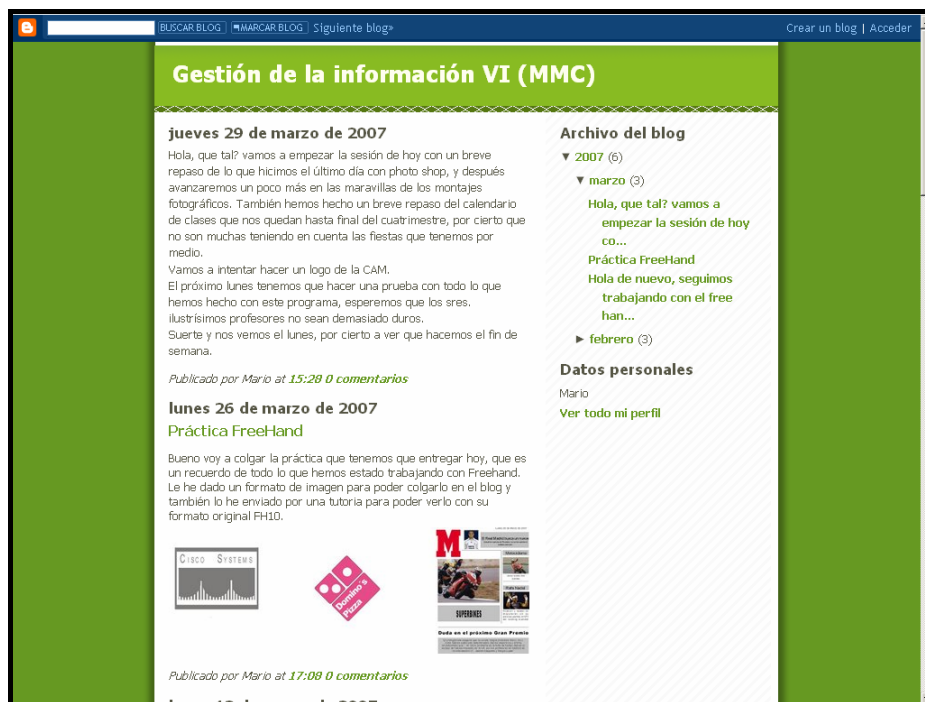 BUSCAR BLOG MARCAR BLOG Siguiente blog» Crear un blog | Acceder
Gestión de la información VI (MMC)
jueves 29 de marzo de 2007
Hola, que tal? vamos a empezar la sesión de hoy con un breve
repaso de lo que hicimos el último día con photo shop, y después
avanzaremos un poco más en las maravillas de los montajes
fotográficos. También hemos hecho un breve repaso del calendario
de clases que nos quedan hasta final del cuatrimestre, por cierto que
no son muchas teniendo en cuenta las fiestas que tenemos por
medio.
Vamos a intentar hacer un logo de la CAM.
El próximo lunes tenemos que hacer una prueba con todo lo que
hemos hecho con este programa, esperemos que los sres.
ilustrísimos profesores no sean demasiado duros.
Suerte y nos vemos el lunes, por cierto a ver que hacemos el fin de
semana.
Publicado por Mario at 15:28 0 comentarios
lunes 26 de marzo de 2007
Práctica FreeHand
Bueno voy a colgar la práctica que tenemos que entregar hoy, que es
un recuerdo de todo lo que hemos estado trabajando con Freehand.
Le he dado un formato de imagen para poder colgarlo en el blog y
también lo he enviado por una tutoria para poder verlo con su
formato original FH10.
CISCO SYSTEMS
Domino's
Pizza
M
SUPERBIKES
Duda en el próximo Gran Premio
Publicado por Mario at 17:08 0 comentarios
Archivo del blog
▼ 2007 (6)
▼ marzo (3)
Hola, que tal? vamos a
empezar la sesión de hoy
co...
Práctica FreeHand
Hola de nuevo, seguimos
trabajando con el free
han...
► febrero (3)
Datos personales
Mario
Ver todo mi perfil